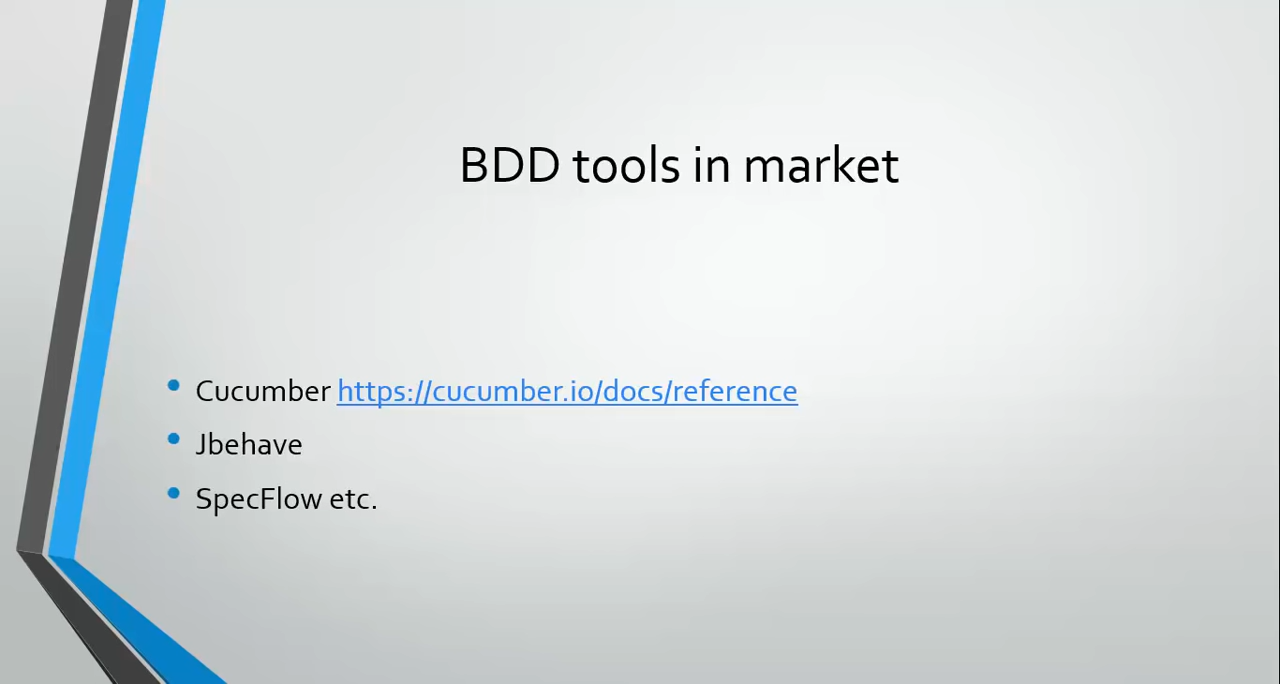 BDD tools in market
Cucumber https://cucumber.io/docs/reference
Jbehave
SpecFlow etc.